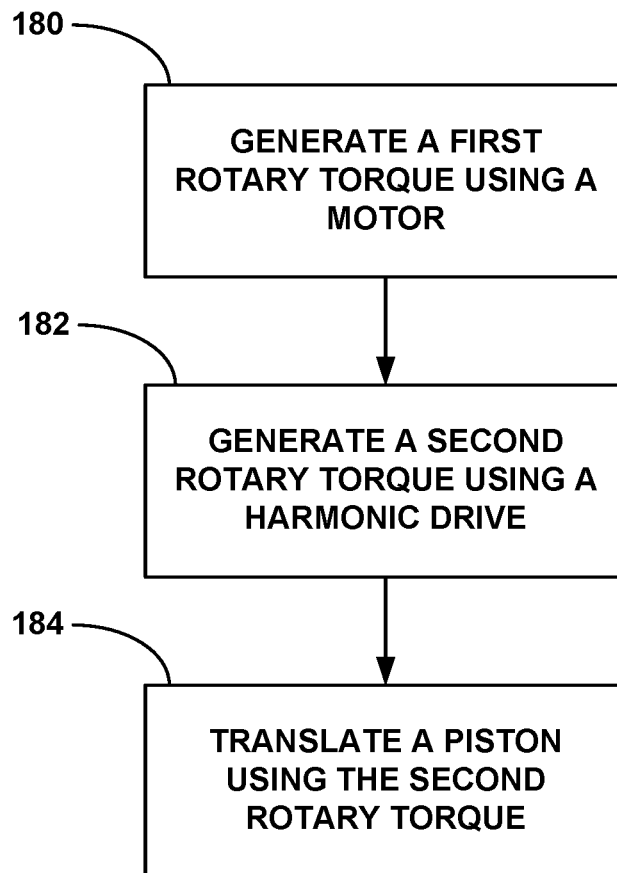 180
GENERATE A FIRST
ROTARY TORQUE USING A
MOTOR
182
GENERATE A SECOND
ROTARY TORQUE USING A
HARMONIC DRIVE
184
TRANSLATE A PISTON
USING THE SECOND
ROTARY TORQUE